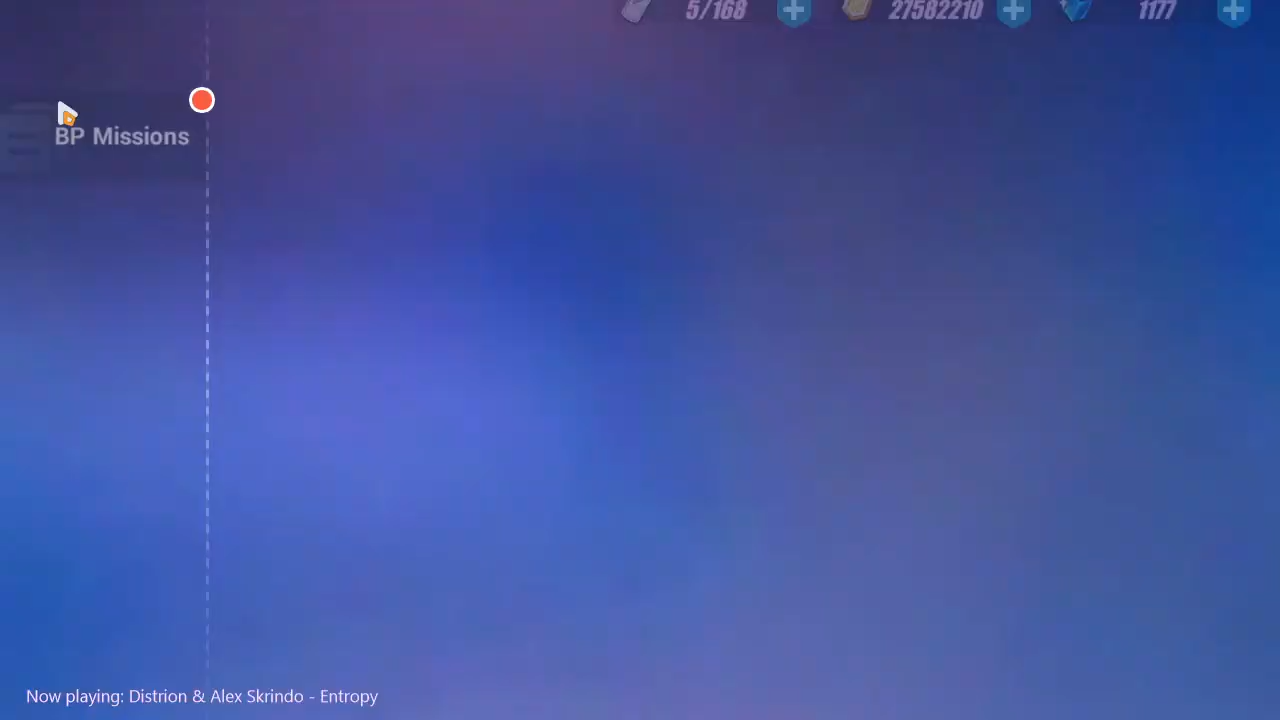 5/168 27582210 1177
BP Missions
Now playing: Distrion & Alex Skrindo - Entropy